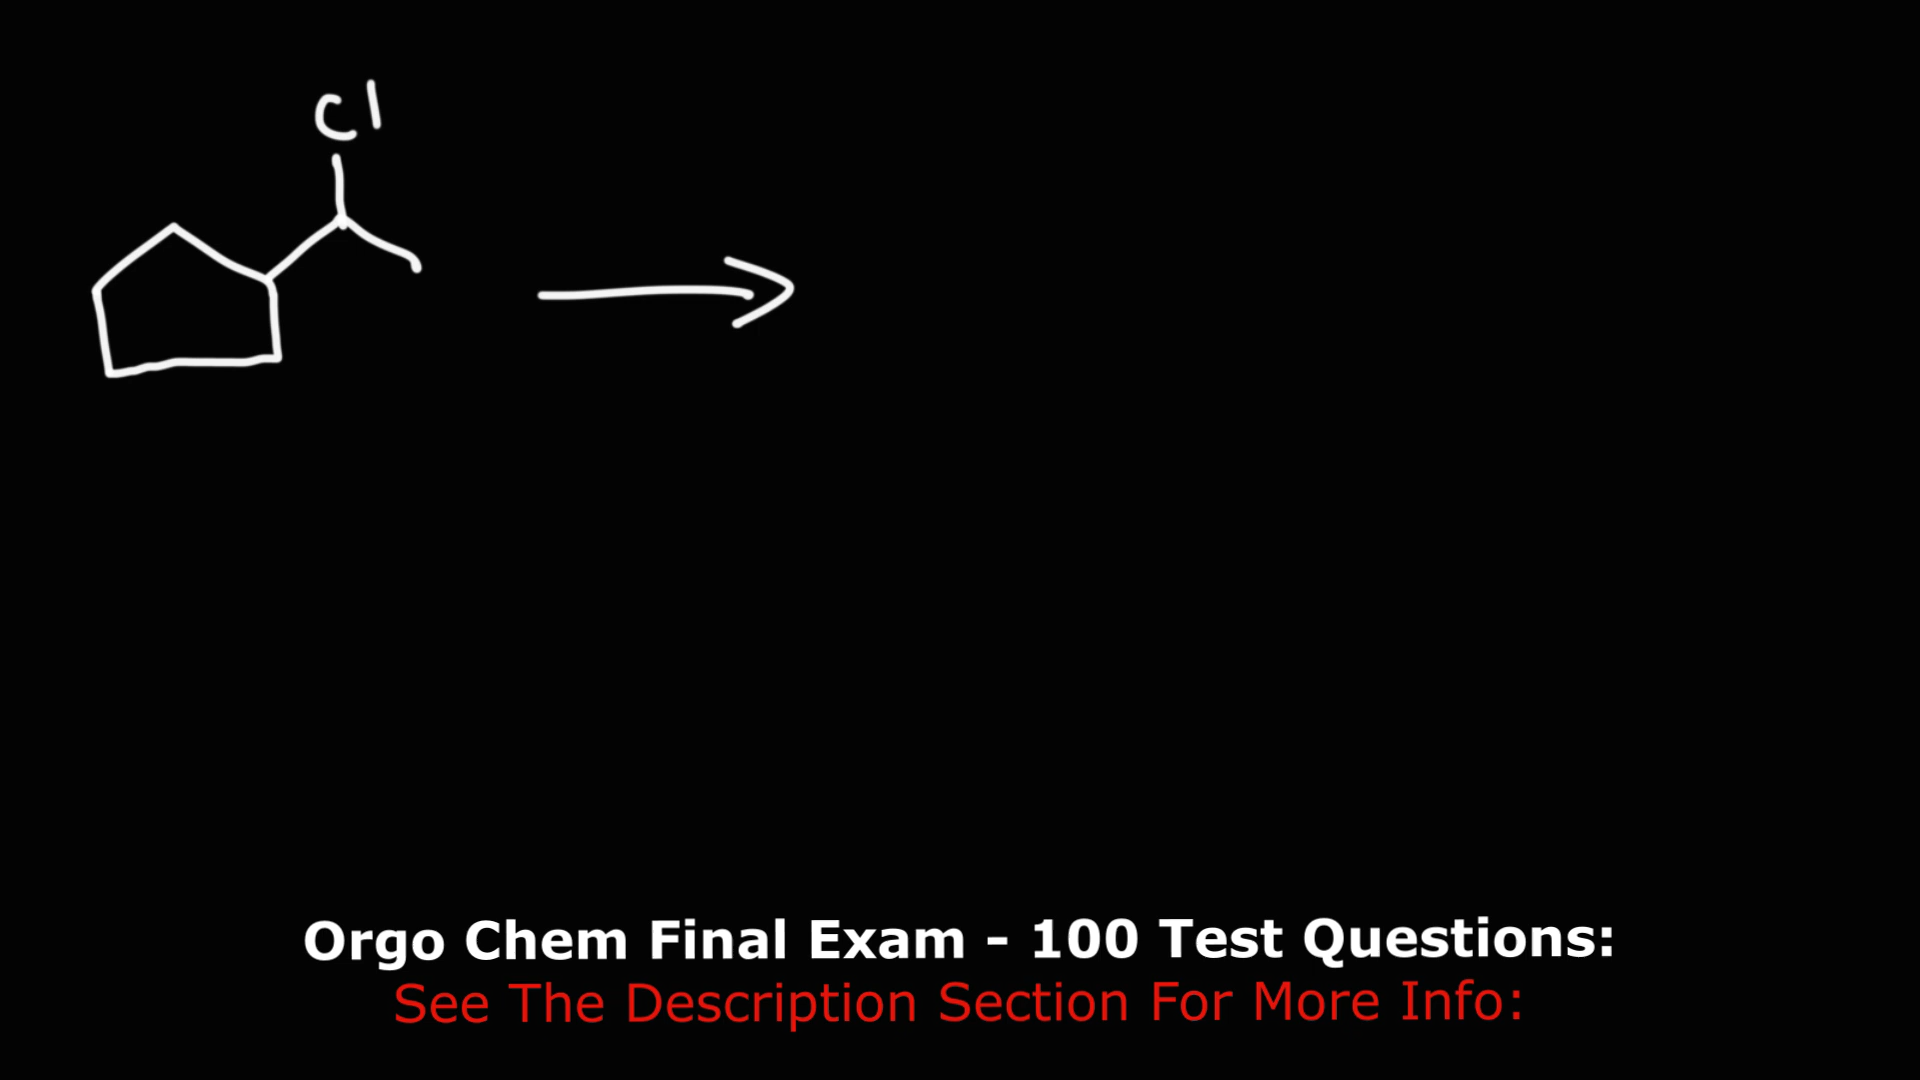 Cl
Orgo Chem Final Exam - 100 Test Questions:
See The Description Section For More Info: